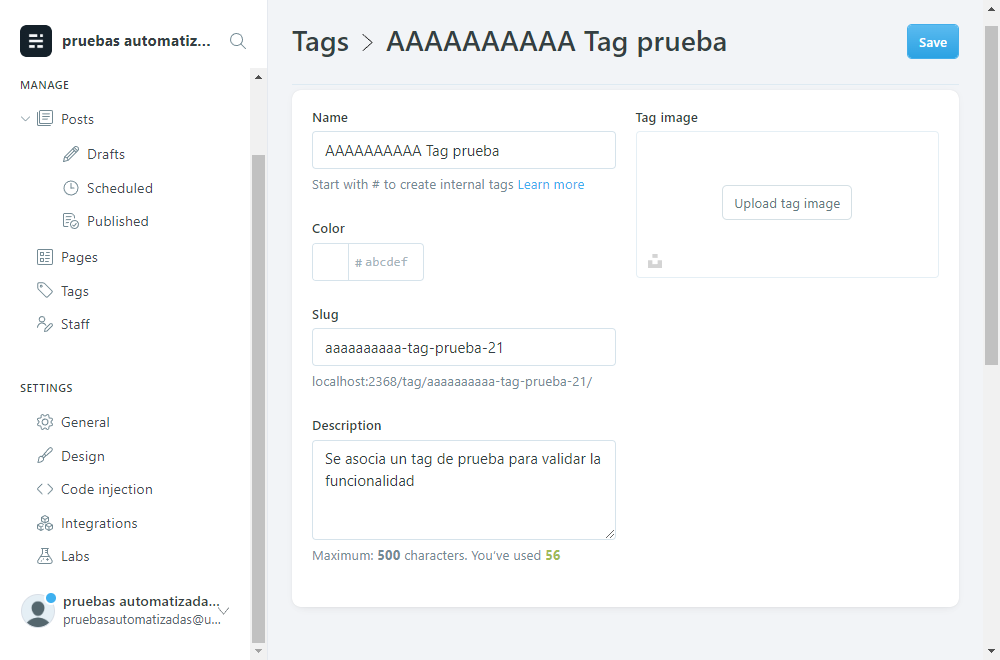 pruebas automatiz...
MANAGE
Posts
Drafts
Scheduled
Published
Pages
Tags
Staff
SETTINGS
General
Design
Code injection
Integrations
Labs
pruebas automatizada...
pruebasautomatizadas@u...
Tags > AAAAAAAAAA Tag prueba
Save
Name
AAAAAAAAAA Tag prueba
Start with # to create internal tags Learn more
Color
# abcdef
Slug
aaaaaaaaaa-tag-prueba-21
localhost:2368/tag/aaaaaaaaaa-tag-prueba-21/
Description
Se asocia un tag de prueba para validar la
funcionalidad
Maximum: 500 characters. You've used 56
Tag image
Upload tag image